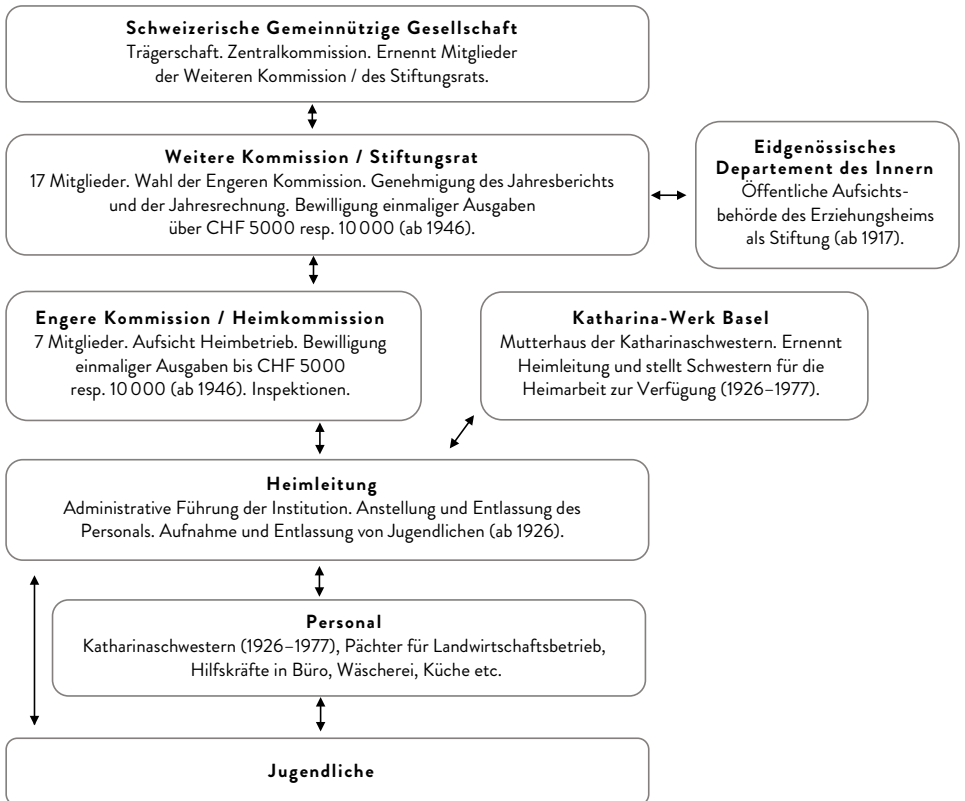 Schweizerische Gemeinnützige Gesellschaft
Trägerschaft. Zentralkommission. Ernennt Mitglieder
der Weiteren Kommission / des Stiftungsrats.
Weitere Kommission / Stiftungsrat
17 Mitglieder. Wahl der Engeren Kommission. Genehmigung des Jahresberichts
und der Jahresrechnung. Bewilligung einmaliger Ausgaben
über CHF 5000 resp. 10 000 (ab 1946).
Eidgenössisches
Departement des Innern
Öffentliche Aufsichts-
behörde des Erziehungsheims
als Stiftung (ab 1917).
Engere Kommission / Heimkommission
7 Mitglieder. Aufsicht Heimbetrieb. Bewilligung
einmaliger Ausgaben bis CHF 5000
resp. 10 000 (ab 1946). Inspektionen.
Katharina-Werk Basel
Mutterhaus der Katharinaschwestern. Ernennt
Heimleitung und stellt Schwestern für die
Heimarbeit zur Verfügung (1926–1977).
Heimleitung
Administrative Führung der Institution. Anstellung und Entlassung des
Personals. Aufnahme und Entlassung von Jugendlichen (ab 1926).
Personal
Katharinaschwestern (1926–1977), Pächter für Landwirtschaftsbetrieb,
Hilfskräfte in Büro, Wäscherei, Küche etc.
Jugendliche